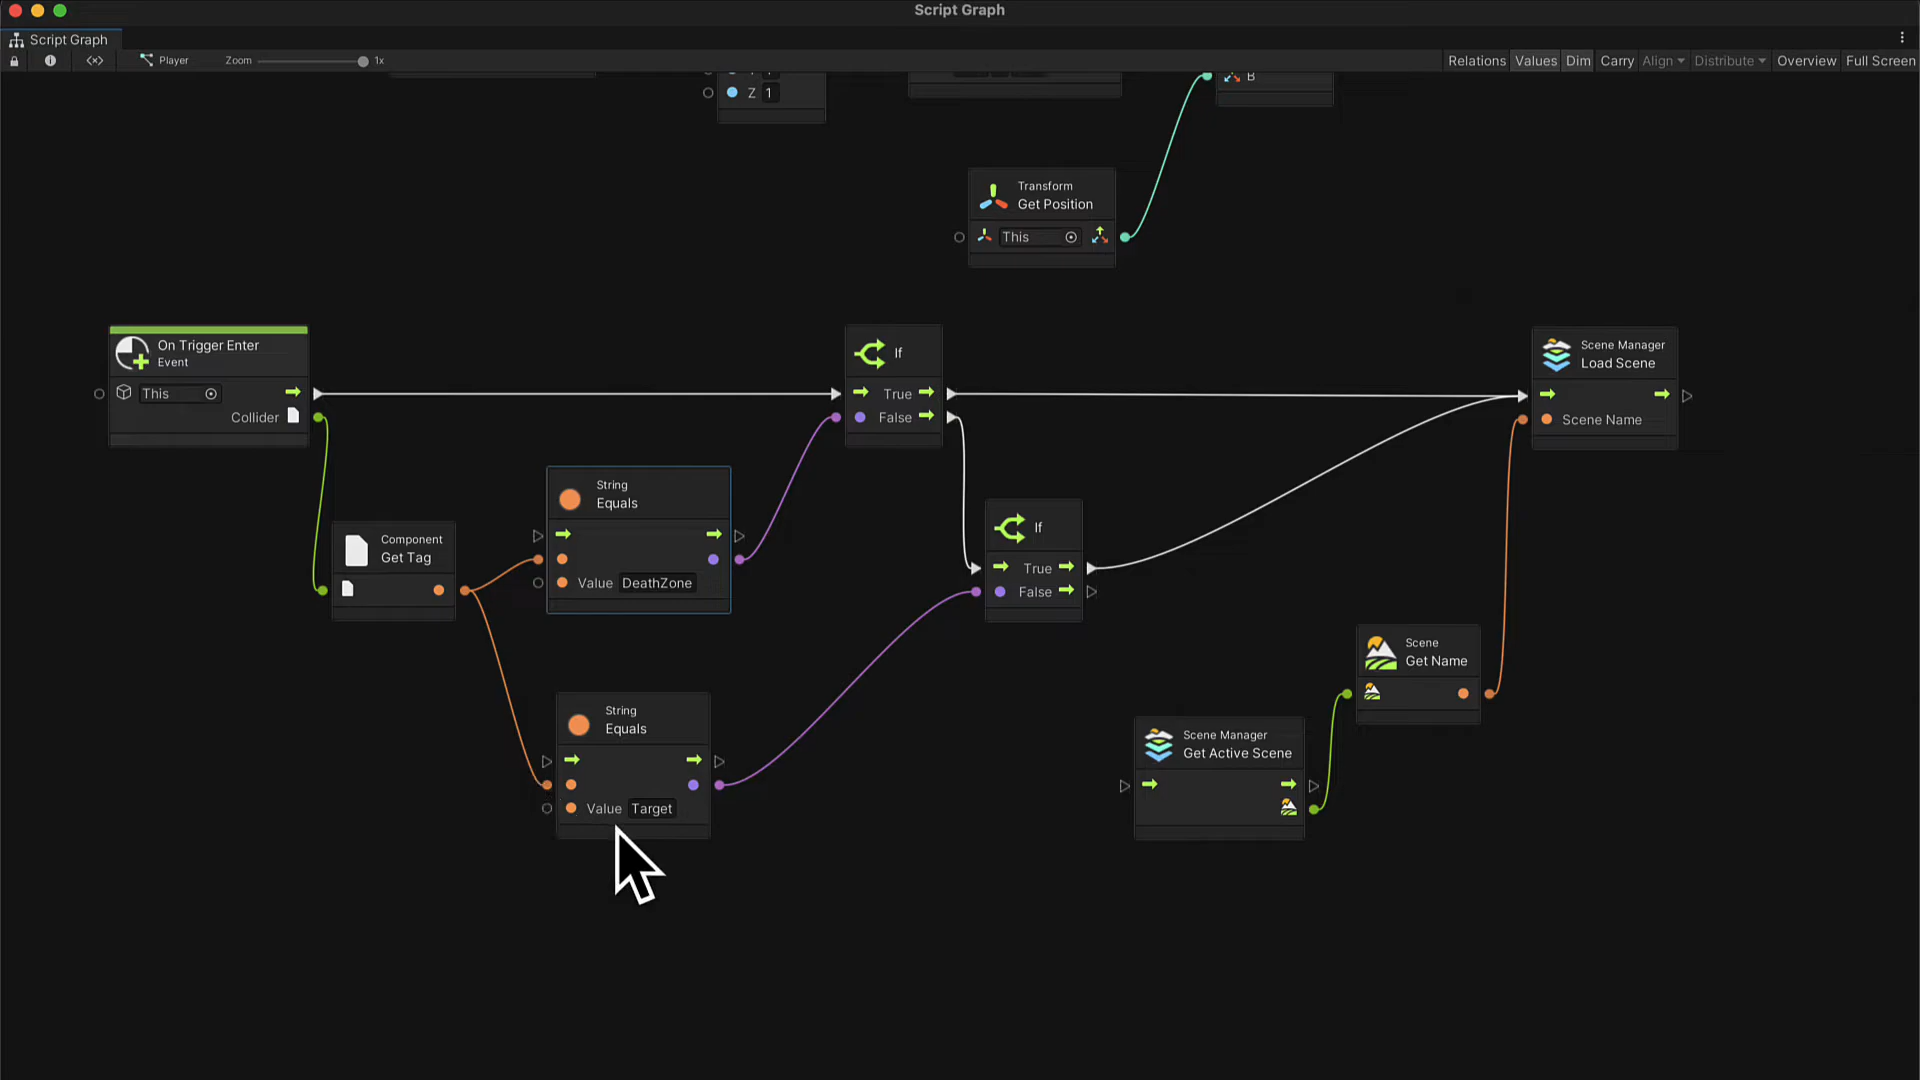 Script Graph
Script Graph
Player
Zoom
1x
Relations
Values
Dim
Carry
Align
Distribute
Overview
Full Screen
Z 1
B
Transform
Get Position
This
On Trigger Enter
Event
This
Collider
If
True
False
Scene Manager
Load Scene
Scene Name
String
Equals
Value DeathZone
Component
Get Tag
If
True
False
Scene
Get Name
String
Equals
Value Target
Scene Manager
Get Active Scene